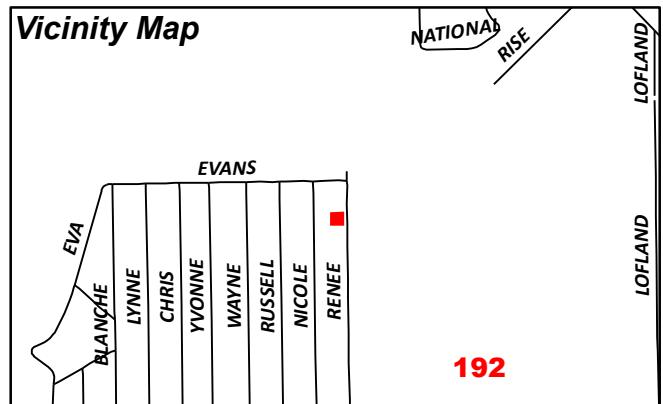 Vicinity Map
NATIONAL
RISE
LOFLAND
EVANS
EVA
BLANCHE
LYNNE
CHRIS
YVONNE
WAYNE
RUSSELL
NICOLE
RENEE
LOFLAND
192